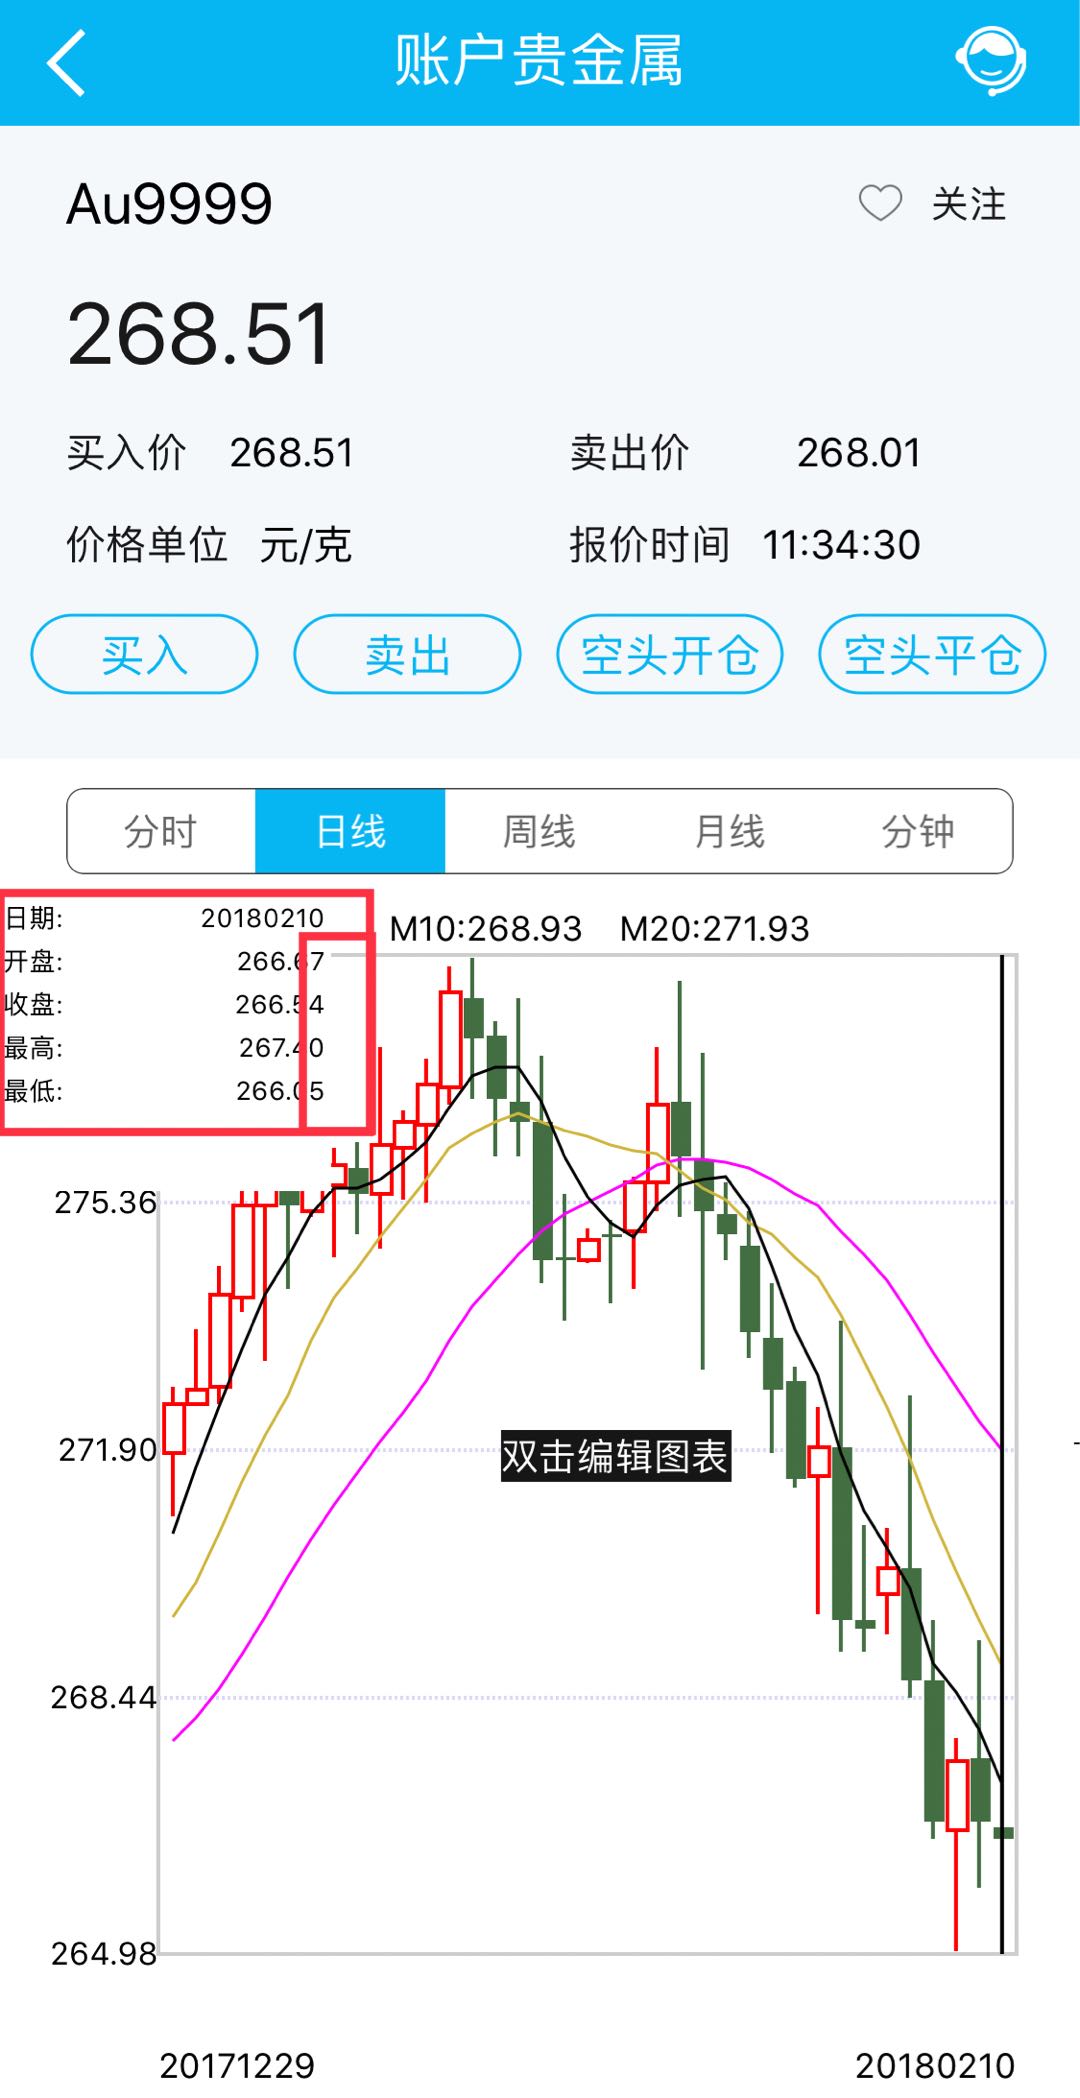 账户贵金属
Au9999
关注
268.51
买入价 268.51 卖出价 268.01
价格单位 元/克 报价时间 11:34:30
买入 卖出 空头开仓 空头平仓
分时 日线 周线 月线 分钟
日期: 20180210
M10:268.93 M20:271.93
开盘: 266.67
收盘: 266.54
最高: 267.40
最低: 266.05
275.36
271.90
双击编辑图表
268.44
264.98
20171229 20180210